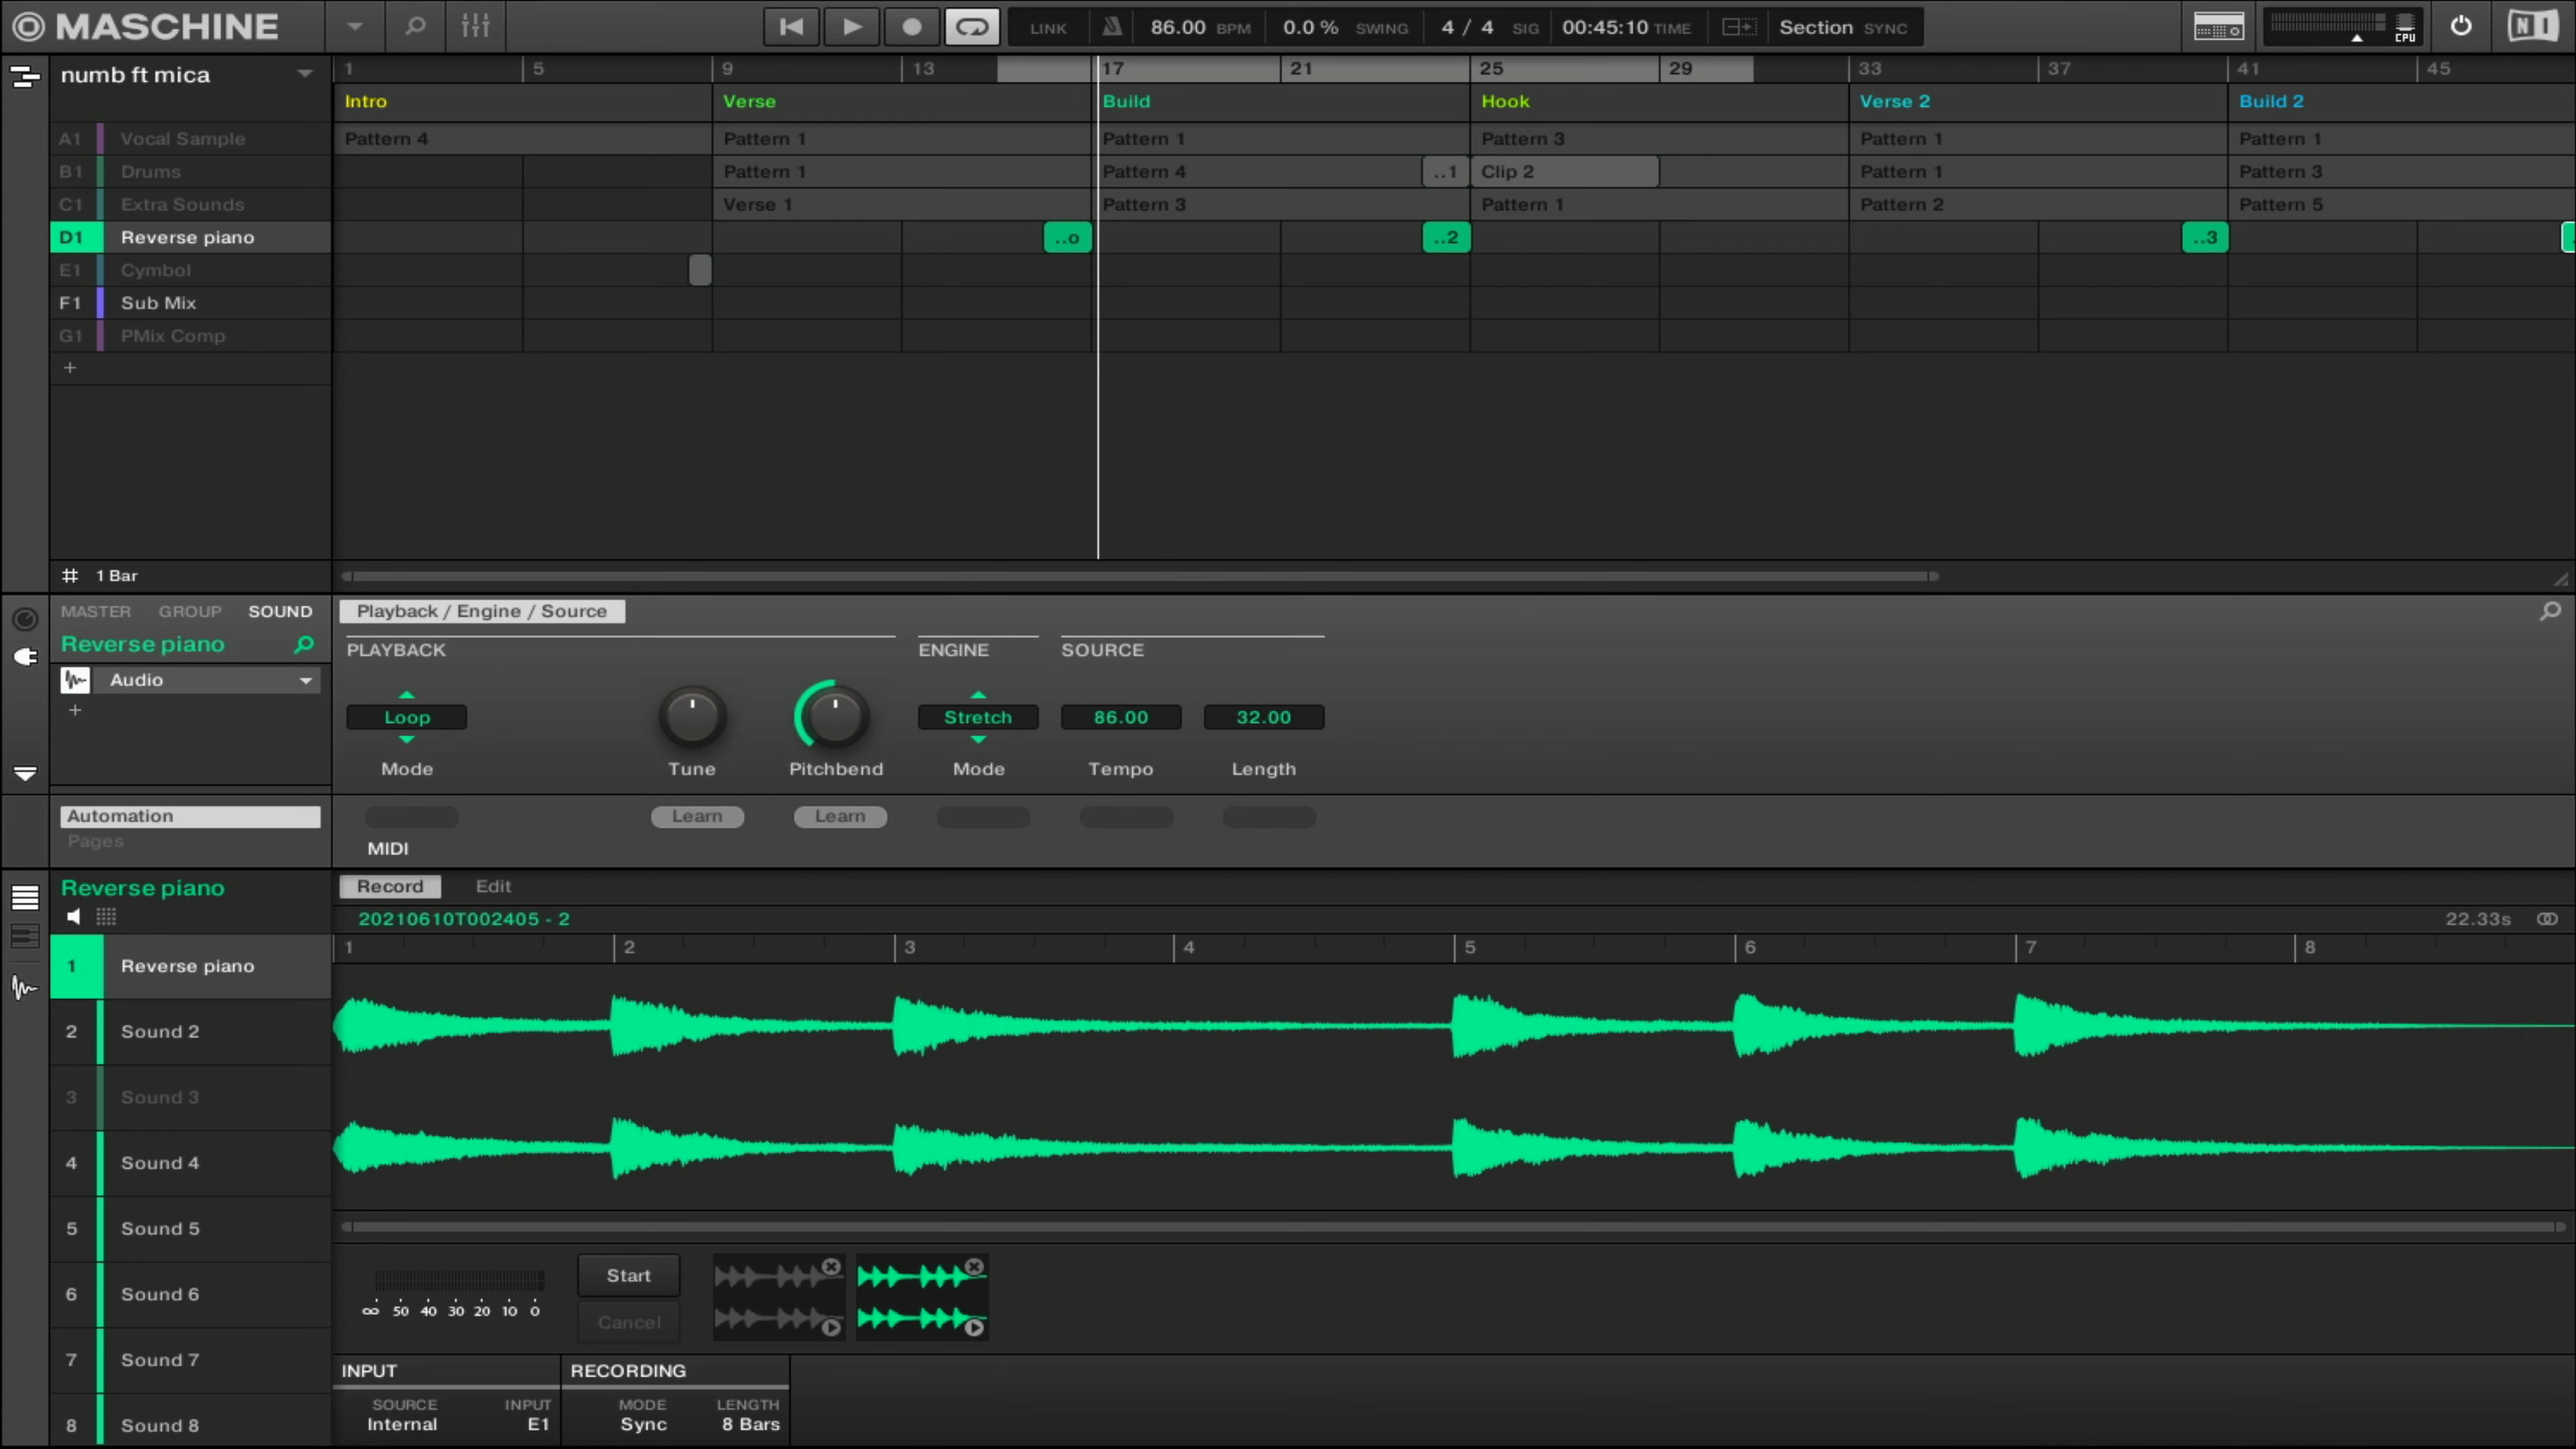 MASCHINE LINK 86.00 BPM 0.0 % SWING 4 / 4 SIG 00:45:10 TIME Section SYNC CPU NI
numb ft mica 1 5 9 13 17 21 25 29 33 37 41 45
Intro Verse Build Hook Verse 2 Build 2
A1 Vocal Sample Pattern 4 Pattern 1 Pattern 1 Pattern 3 Pattern 1 Pattern 1
B1 Drums Pattern 1 Pattern 4 ..1 Clip 2 Pattern 1 Pattern 3
C1 Extra Sounds Verse 1 Pattern 3 Pattern 1 Pattern 2 Pattern 5
D1 Reverse piano ..o ..2 ..3
E1 Cymbol
F1 Sub Mix
G1 PMix Comp
+
# 1 Bar
MASTER GROUP SOUND Playback / Engine / Source
Reverse piano PLAYBACK ENGINE SOURCE
Audio
+
Loop Stretch 86.00 32.00
Mode Tune Pitchbend Mode Tempo Length
Automation Learn Learn
Pages
MIDI
Reverse piano Record Edit
20210610T002405 - 2 22.33s
1 2 3 4 5 6 7 8
1 Reverse piano
2 Sound 2
3 Sound 3
4 Sound 4
5 Sound 5
6 Sound 6
7 Sound 7
8 Sound 8
Start
∞ 50 40 30 20 10 0
Cancel
INPUT RECORDING
SOURCE INPUT MODE LENGTH
Internal E1 Sync 8 Bars